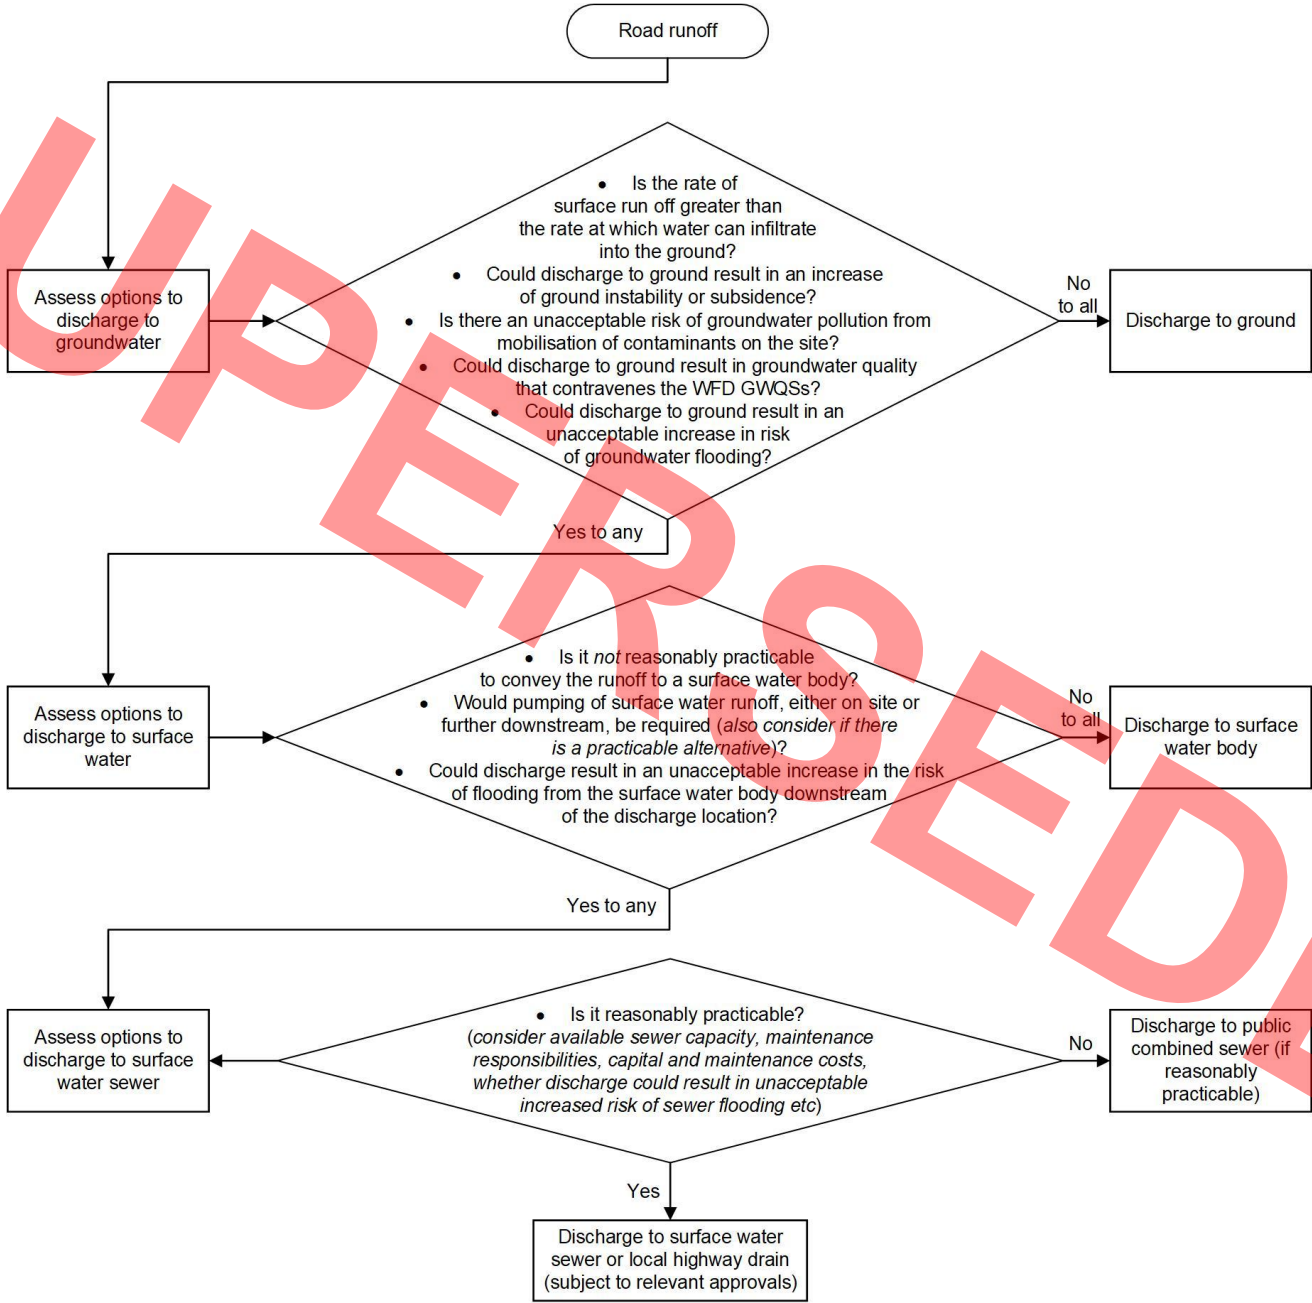 Road runoff
• Is the rate of
surface run off greater than
the rate at which water can infiltrate
into the ground?
• Could discharge to ground result in an increase
of ground instability or subsidence?
• Is there an unacceptable risk of groundwater pollution from
mobilisation of contaminants on the site?
• Could discharge to ground result in groundwater quality
that contravenes the WFD GWQSs?
• Could discharge to ground result in an
unacceptable increase in risk
of groundwater flooding?
Assess options to
discharge to
groundwater
No
to all
Discharge to ground
Yes to any
• Is it not reasonably practicable
to convey the runoff to a surface water body?
• Would pumping of surface water runoff, either on site or
further downstream, be required (also consider if there
is a practicable alternative)?
• Could discharge result in an unacceptable increase in the risk
of flooding from the surface water body downstream
of the discharge location?
Assess options to
discharge to surface
water
No
to all
Discharge to surface
water body
Yes to any
• Is it reasonably practicable?
(consider available sewer capacity, maintenance
responsibilities, capital and maintenance costs,
whether discharge could result in unacceptable
increased risk of sewer flooding etc)
Assess options to
discharge to surface
water sewer
No
Discharge to public
combined sewer (if
reasonably
practicable)
Yes
Discharge to surface water
sewer or local highway drain
(subject to relevant approvals)
UPERSEDE